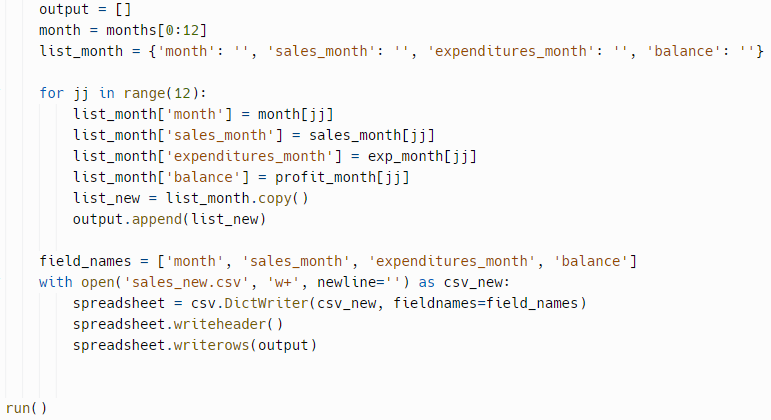 output = []
month = months[0:12]
list_month = {'month': '', 'sales_month': '', 'expenditures_month': '', 'balance': ''}
for jj in range(12):
list_month['month'] = month[jj]
list_month['sales_month'] = sales_month[jj]
list_month['expenditures_month'] = exp_month[jj]
list_month['balance'] = profit_month[jj]
list_new = list_month.copy()
output.append(list_new)
field_names = ['month', 'sales_month', 'expenditures_month', 'balance']
with open('sales_new.csv', 'w+', newline='') as csv_new:
spreadsheet = csv.DictWriter(csv_new, fieldnames=field_names)
spreadsheet.writeheader()
spreadsheet.writerows(output)
run()